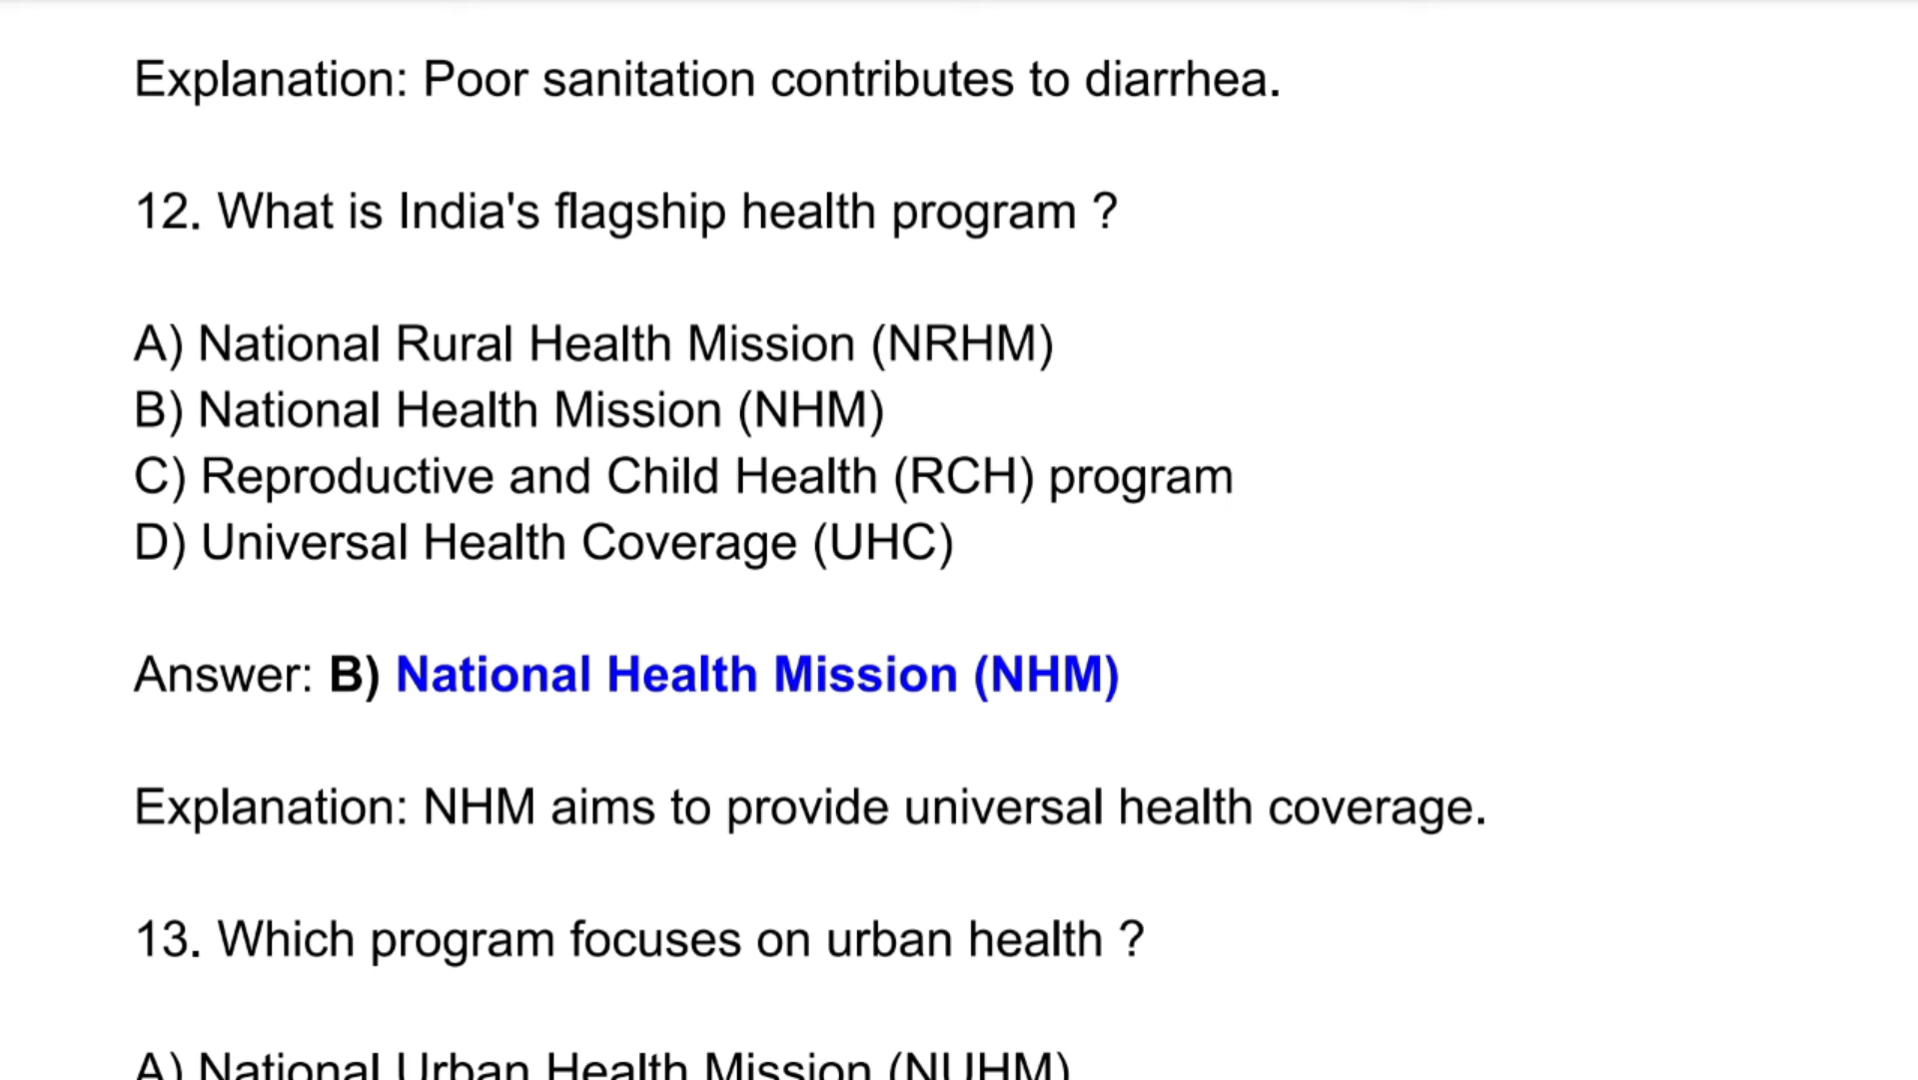 Explanation: Poor sanitation contributes to diarrhea.
12. What is India's flagship health program ?
A) National Rural Health Mission (NRHM)
B) National Health Mission (NHM)
C) Reproductive and Child Health (RCH) program
D) Universal Health Coverage (UHC)
Answer: B) National Health Mission (NHM)
Explanation: NHM aims to provide universal health coverage.
13. Which program focuses on urban health ?
A) National Urban Health Mission (NUHM)